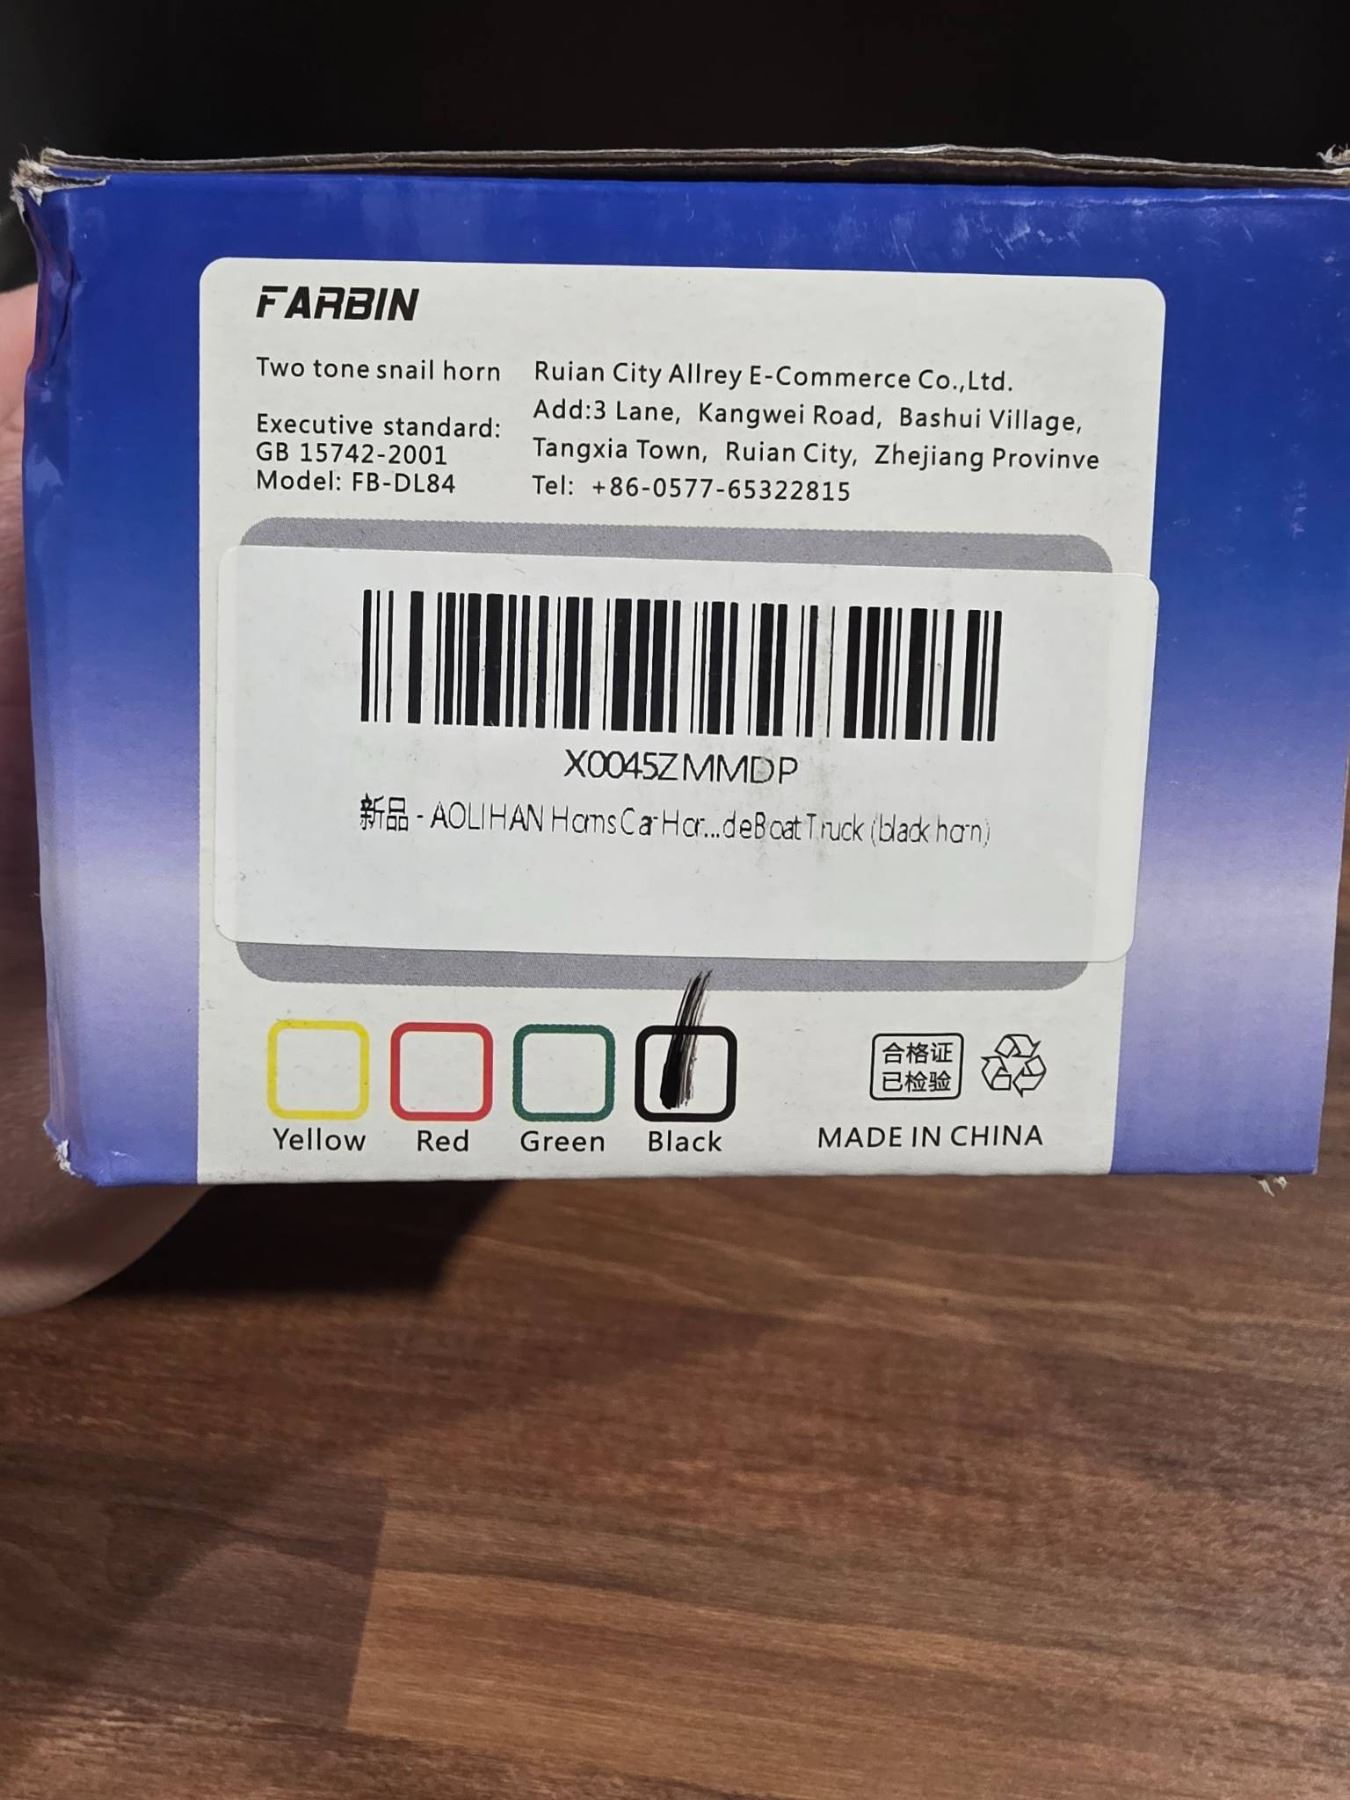 FARBIN
Two tone snail horn
Executive standard:
GB 15742-2001
Model: FB-DL84
Ruian City Allrey E-Commerce Co.,Ltd.
Add:3 Lane, Kangwei Road, Bashui Village,
Tangxia Town, Ruian City, Zhejiang Provinve
Tel: +86-0577-65322815
X0045ZMMDP
新品 - AOLIHAN Horns Car Hor...de Boat Truck (black horn)
Yellow
Red
Green
Black
合格证
已检验
MADE IN CHINA